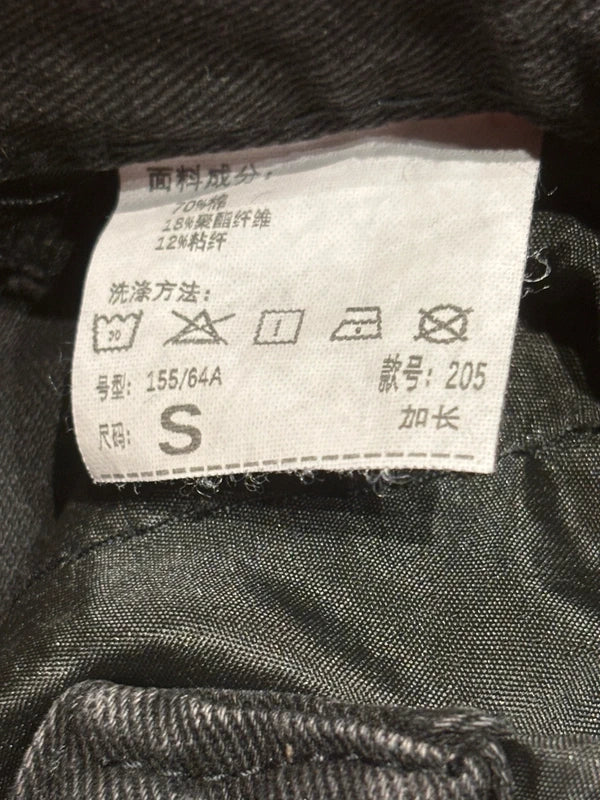 面料成分：
70%棉
18%聚酯纤维
12%粘纤
洗涤方法：
30
号型：155/64A
款号：205
尺码：S
加长